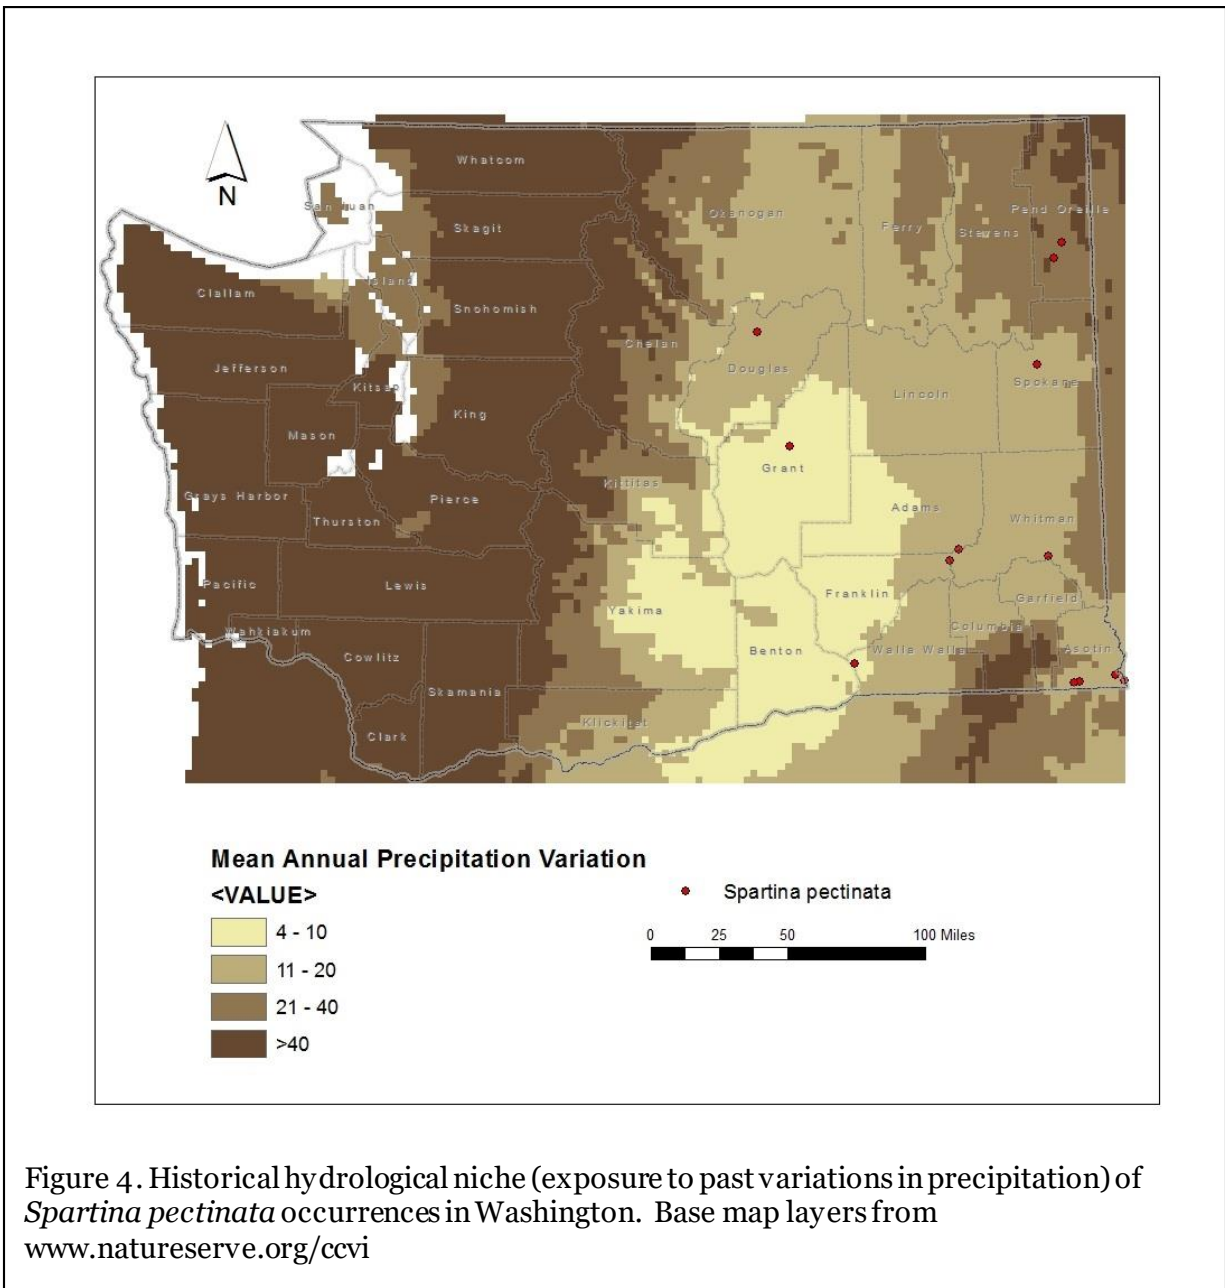 N
Whatcom
San Juan
Skagit
Okanogan
Ferry
Stevens
Pend Oreille
Island
Clallam
Snohomish
Chelan
Jefferson
Kitsap
Douglas
Spokane
Lincoln
King
Mason
Grant
Kittitas
Grays Harbor
Pierce
Adams
Thurston
Whitman
Pacific
Lewis
Franklin
Garfield
Yakima
Wahkiakum
Columbia
Cowlitz
Benton
Walla Walla
Asotin
Skamania
Klickitat
Clark
Mean Annual Precipitation Variation
<VALUE>
4 - 10
11 - 20
21 - 40
>40
Spartina pectinata
0 25 50 100 Miles
Figure 4. Historical hydrological niche (exposure to past variations in precipitation) of
Spartina pectinata occurrences in Washington. Base map layers from
www.natureserve.org/ccvi